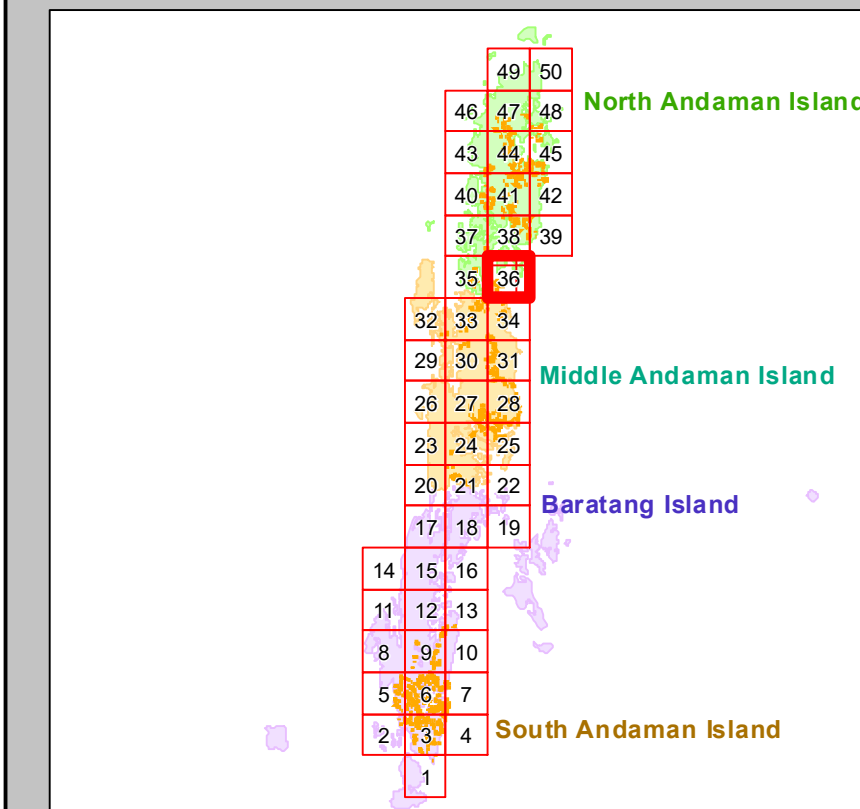 49 50
North Andaman Island
46 47 48
43 44 45
40 41 42
37 38 39
35 36
32 33 34
29 30 31
Middle Andaman Island
26 27 28
23 24 25
20 21 22
Baratang Island
17 18 19
14 15 16
11 12 13
8 9 10
5 6 7
2 3 4
South Andaman Island
1